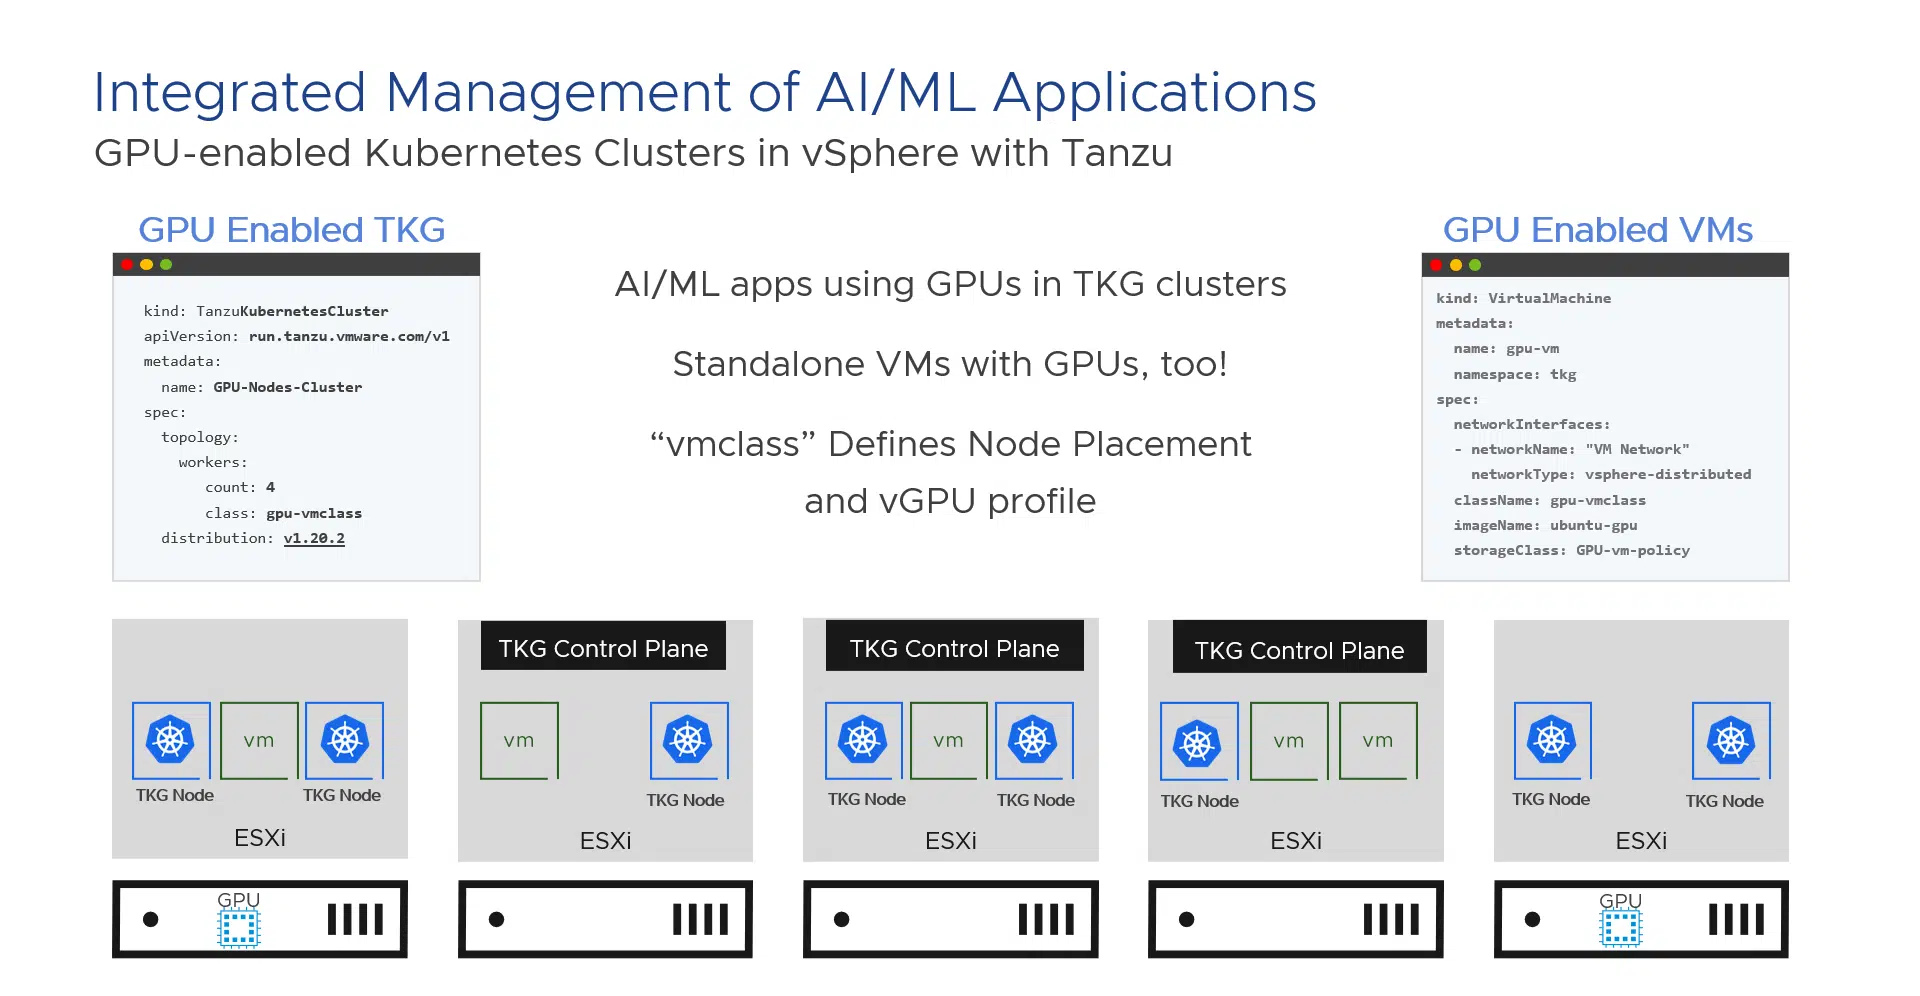 Integrated Management of AI/ML Applications
GPU-enabled Kubernetes Clusters in vSphere with Tanzu
GPU Enabled TKG
kind: TanzuKubernetesCluster
apiVersion: run.tanzu.vmware.com/v1
metadata:
name: GPU-Nodes-Cluster
spec:
topology:
workers:
count: 4
class: gpu-vmclass
distribution: v1.20.2
AI/ML apps using GPUs in TKG clusters
Standalone VMs with GPUs, too!
“vmclass” Defines Node Placement
and vGPU profile
GPU Enabled VMs
kind: VirtualMachine
metadata:
name: gpu-vm
namespace: tkg
spec:
networkInterfaces:
- networkName: "VM Network"
networkType: vsphere-distributed
className: gpu-vmclass
imageName: ubuntu-gpu
storageClass: GPU-vm-policy
vm
TKG Node
TKG Node
ESXi
GPU
TKG Control Plane
vm
TKG Node
ESXi
TKG Control Plane
vm
TKG Node
TKG Node
ESXi
TKG Control Plane
vm
vm
TKG Node
ESXi
TKG Node
TKG Node
ESXi
GPU